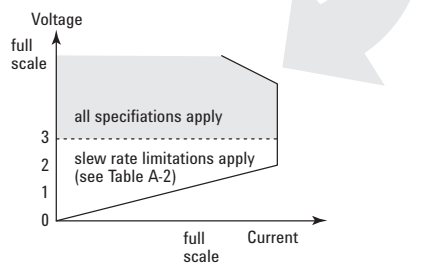 Voltage
full
scale
all specifiations apply
3
slew rate limitations apply
2
(see Table A-2)
1
0
full
scale
Current